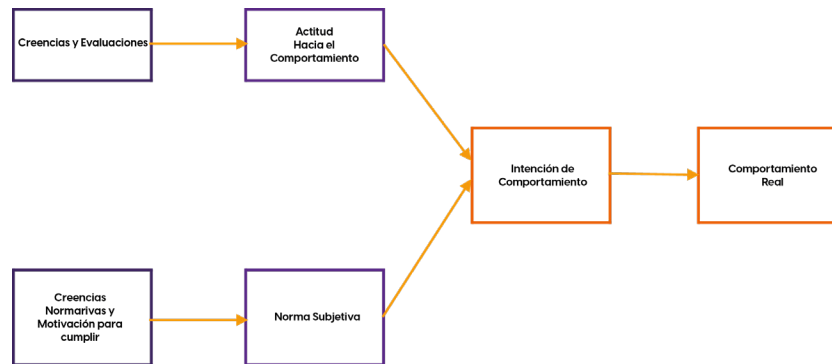 Creencias y Evaluaciones
Actitud
Hacia el
Comportamiento
Intención de
Comportamiento
Comportamiento
Real
Creencias
Normarivas y
Motivación para
cumplir
Norma Subjetiva